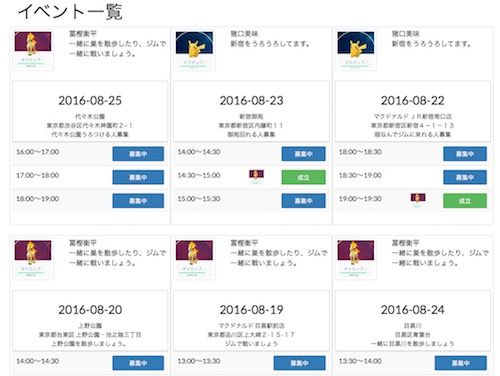 イベント一覧
冨樫衡平
一緒に巣を散歩したり、ジムで
一緒に戦いましょう。
2016-08-25
代々木公園
東京都渋谷区代々木神園町2-1
代々木公園うろつける人募集
16:00〜17:00 募集中
17:00〜18:00 募集中
18:00〜19:00 募集中
猪口美味
新宿をうろうろしてます。
2016-08-23
新宿御苑
東京都新宿区内藤町11
御苑回れる人募集
14:00〜14:30 募集中
14:30〜15:00 成立
15:00〜15:30 募集中
猪口美味
新宿をうろうろしてます。
2016-08-22
マクドナルド JR新宿南口店
東京都新宿区新宿4-1-13
暇なんでジムに来れる人募集
18:00〜18:30 募集中
18:30〜19:00 募集中
19:00〜19:30 成立
冨樫衡平
一緒に巣を散歩したり、ジムで
一緒に戦いましょう。
2016-08-20
上野公園
東京都台東区 上野公園・池之端三丁目
上野公園を散歩しましょう。
14:00〜14:30 募集中
冨樫衡平
一緒に巣を散歩したり、ジムで
一緒に戦いましょう。
2016-08-19
マクドナルド 目黒駅前店
東京都品川区上大崎2-15-17
ジムで戦いましょう
13:00〜13:30 募集中
冨樫衡平
一緒に巣を散歩したり、ジムで
一緒に戦いましょう。
2016-08-24
目黒川
目黒区青葉台
一緒に目黒川を散歩しましょう
13:30〜14:00 募集中